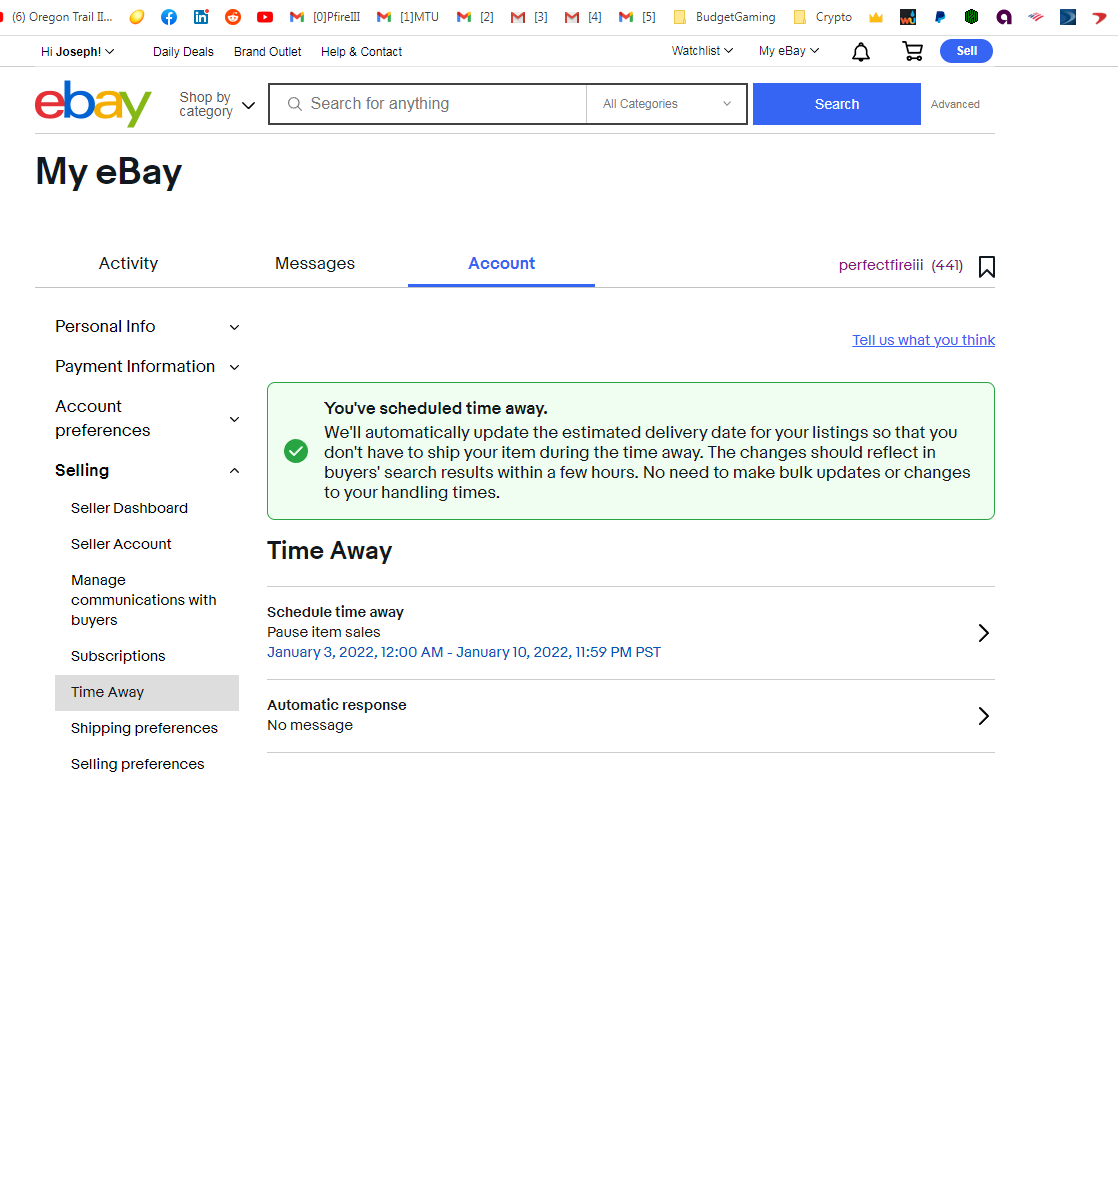 (6) Oregon Trail II... [0]PfireIII [1]MTU [2] [3] [4] [5] BudgetGaming Crypto
Hi Joseph! Daily Deals Brand Outlet Help & Contact Watchlist My eBay Sell
ebay Shop by category Search for anything All Categories Search Advanced
My eBay
Activity Messages Account perfectfireiii (441)
Personal Info
Payment Information
Account
preferences
Selling
Seller Dashboard
Seller Account
Manage
communications with
buyers
Subscriptions
Time Away
Shipping preferences
Selling preferences
Tell us what you think
You've scheduled time away.
We'll automatically update the estimated delivery date for your listings so that you
don't have to ship your item during the time away. The changes should reflect in
buyers' search results within a few hours. No need to make bulk updates or changes
to your handling times.
Time Away
Schedule time away
Pause item sales
January 3, 2022, 12:00 AM - January 10, 2022, 11:59 PM PST
Automatic response
No message